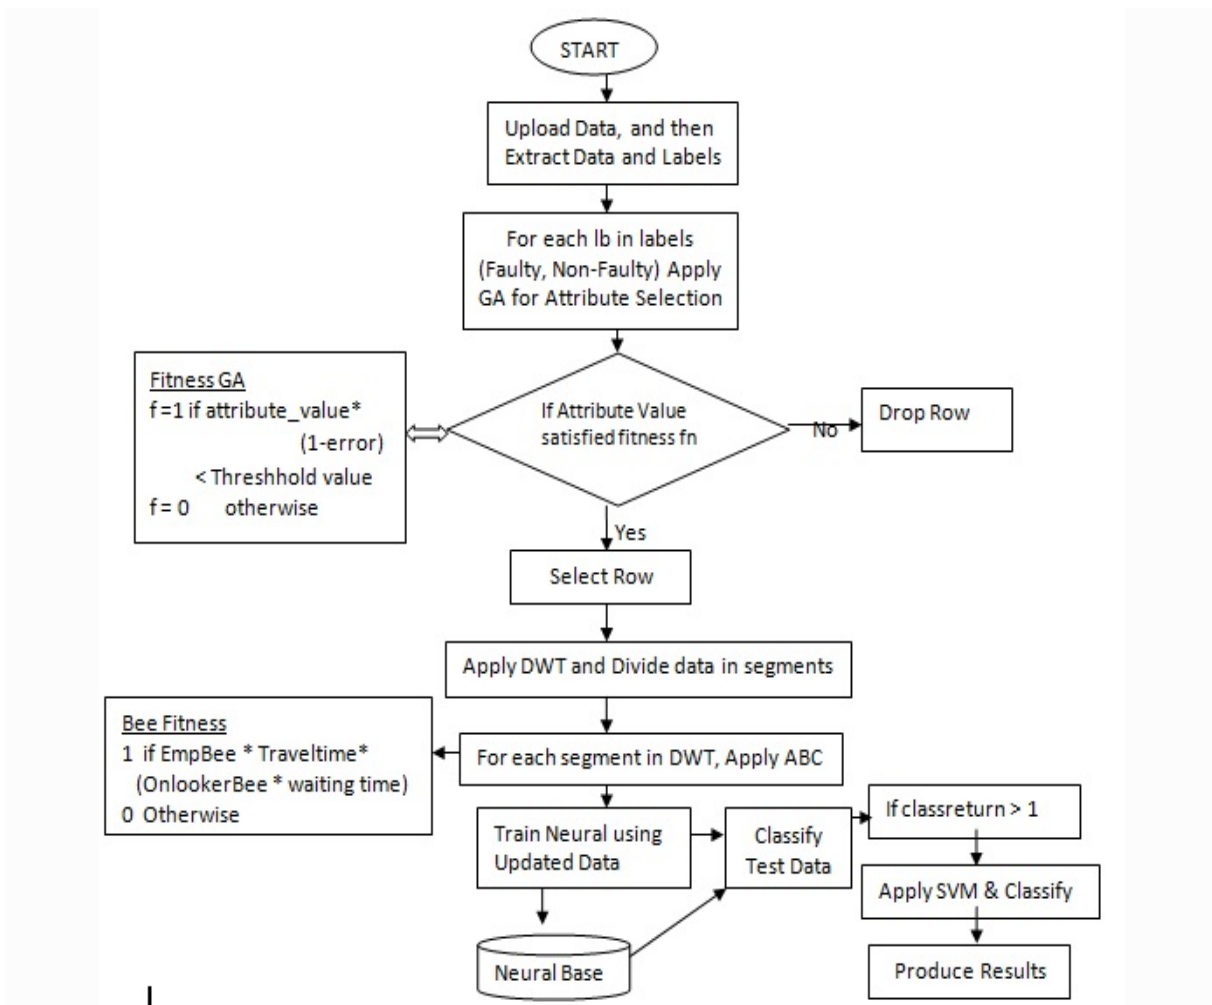 START
Upload Data, and then
Extract Data and Labels
For each lb in labels
(Faulty, Non-Faulty) Apply
GA for Attribute Selection
Fitness GA
f =1 if attribute_value*
(1-error)
< Threshhold value
f = 0 otherwise
If Attribute Value
satisfied fitness fn
No
Drop Row
Yes
Select Row
Apply DWT and Divide data in segments
Bee Fitness
1 if EmpBee * Traveltime*
(OnlookerBee * waiting time)
0 Otherwise
For each segment in DWT, Apply ABC
Train Neural using
Updated Data
Classify
Test Data
If classreturn > 1
Apply SVM & Classify
Neural Base
Produce Results